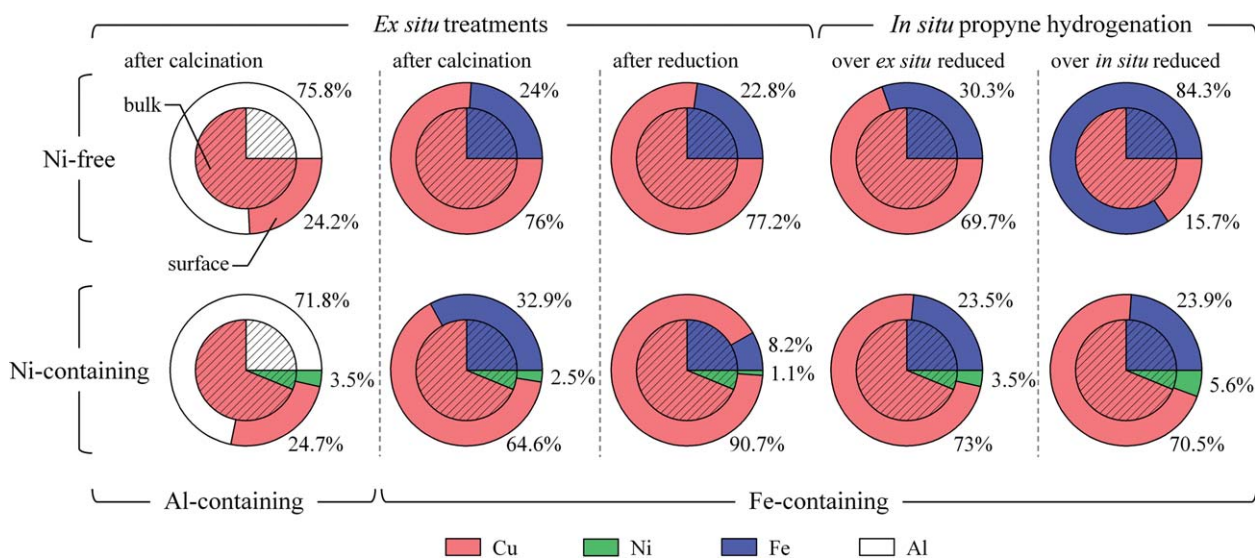 Ex situ treatments
In situ propyne hydrogenation
after calcination
after calcination
after reduction
over ex situ reduced
over in situ reduced
Ni-free
bulk
surface
75.8%
24.2%
24%
76%
22.8%
77.2%
30.3%
69.7%
84.3%
15.7%
Ni-containing
71.8%
3.5%
24.7%
32.9%
2.5%
64.6%
8.2%
1.1%
90.7%
23.5%
3.5%
73%
23.9%
5.6%
70.5%
Al-containing
Fe-containing
Cu
Ni
Fe
Al